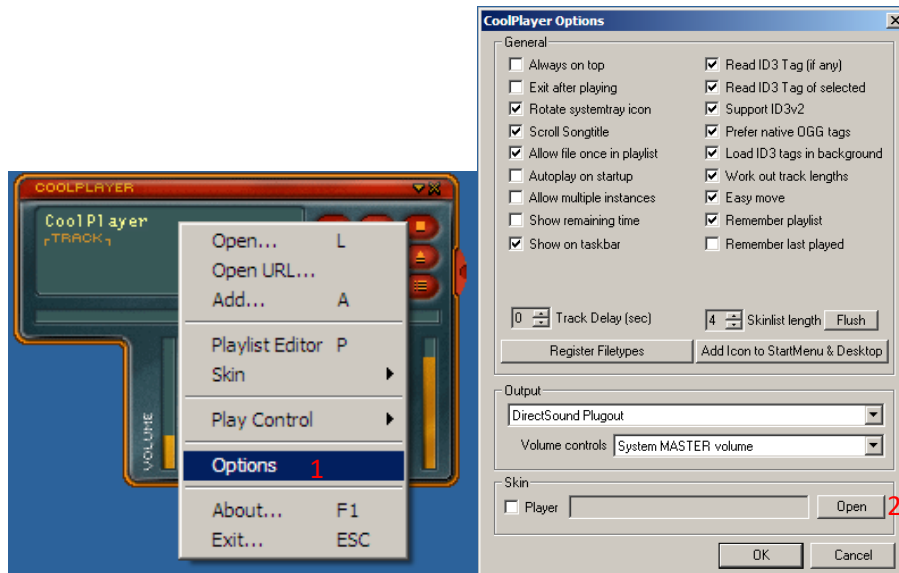 COOLPLAYER
CoolPlayer
TRACK
VOLUME
Open... L
Open URL...
Add... A
Playlist Editor P
Skin
Play Control
Options 1
About... F1
Exit... ESC
CoolPlayer Options
General
Always on top
Exit after playing
Rotate systemtray icon
Scroll Songtitle
Allow file once in playlist
Autoplay on startup
Allow multiple instances
Show remaining time
Show on taskbar
Read ID3 Tag (if any)
Read ID3 Tag of selected
Support ID3v2
Prefer native OGG tags
Load ID3 tags in background
Work out track lengths
Easy move
Remember playlist
Remember last played
0 Track Delay (sec)
4 Skinlist length Flush
Register Filetypes
Add Icon to StartMenu & Desktop
Output
DirectSound Plugout
Volume controls System MASTER volume
Skin
Player Open 2
OK Cancel